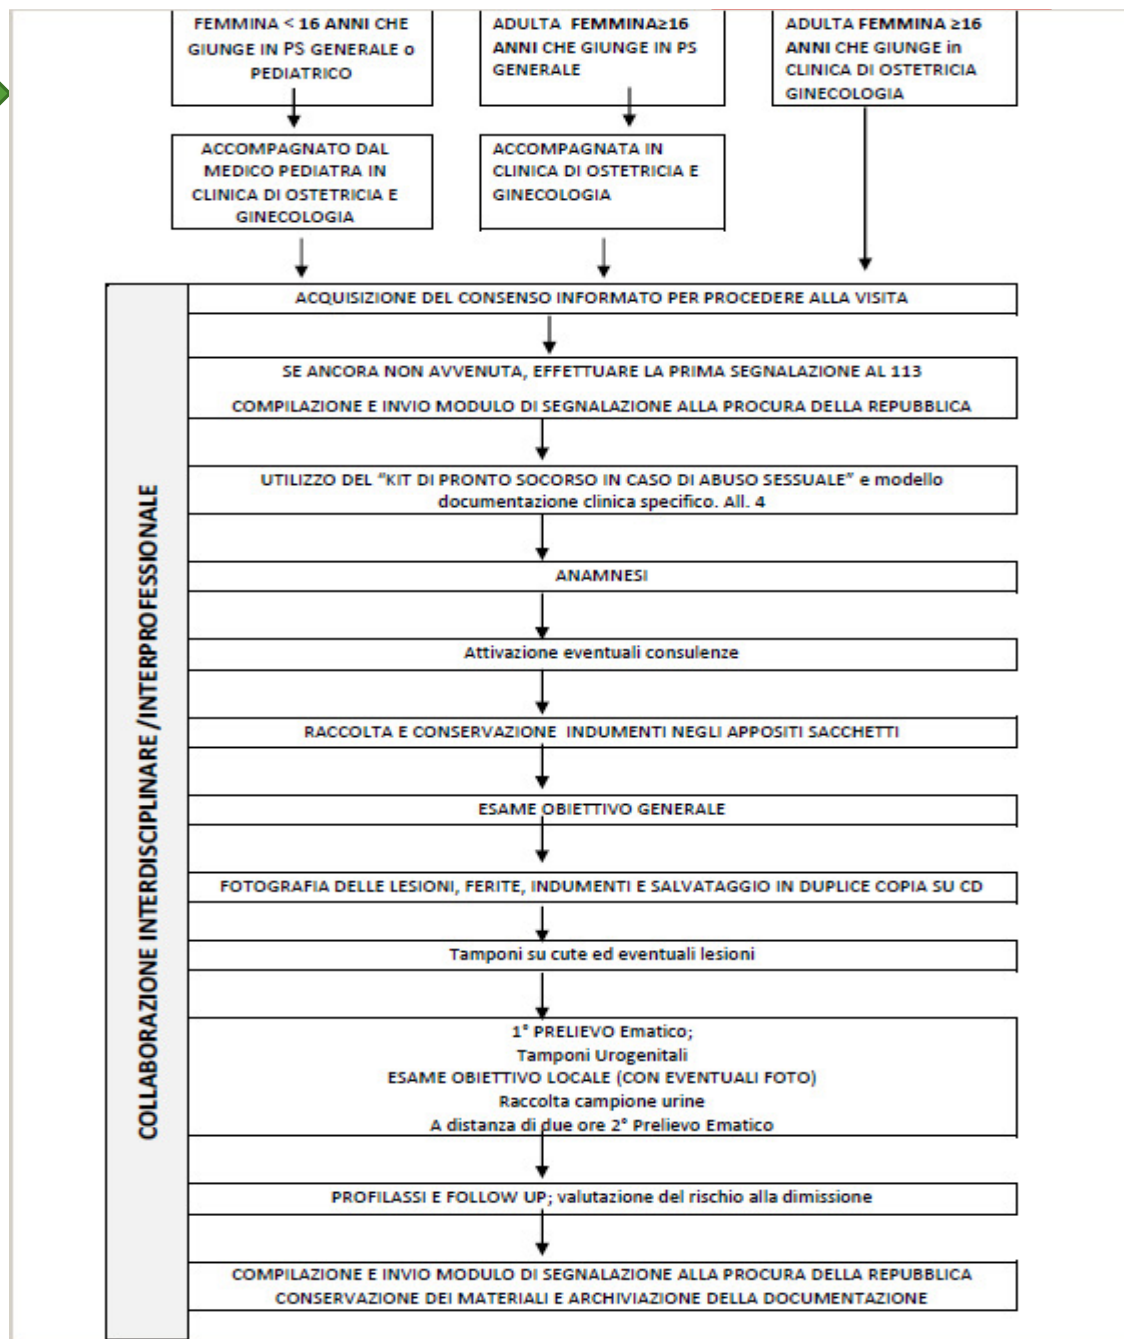 FEMMINA < 16 ANNI CHE
GIUNGE IN PS GENERALE o
PEDIATRICO
ADULTA FEMMINA≥16
ANNI CHE GIUNGE IN PS
GENERALE
ADULTA FEMMINA ≥16
ANNI CHE GIUNGE in
CLINICA DI OSTETRICIA
GINECOLOGIA
ACCOMPAGNATO DAL
MEDICO PEDIATRA IN
CLINICA DI OSTETRICIA E
GINECOLOGIA
ACCOMPAGNATA IN
CLINICA DI OSTETRICIA E
GINECOLOGIA
COLLABORAZIONE INTERDISCIPLINARE /INTERPROFESSIONALE
ACQUISIZIONE DEL CONSENSO INFORMATO PER PROCEDERE ALLA VISITA
SE ANCORA NON AVVENUTA, EFFETTUARE LA PRIMA SEGNALAZIONE AL 113
COMPILAZIONE E INVIO MODULO DI SEGNALAZIONE ALLA PROCURA DELLA REPUBBLICA
UTILIZZO DEL “KIT DI PRONTO SOCORSO IN CASO DI ABUSO SESSUALE” e modello
documentazione clinica specifico. All. 4
ANAMNESI
Attivazione eventuali consulenze
RACCOLTA E CONSERVAZIONE INDUMENTI NEGLI APPOSITI SACCHETTI
ESAME OBIETTIVO GENERALE
FOTOGRAFIA DELLE LESIONI, FERITE, INDUMENTI E SALVATAGGIO IN DUPLICE COPIA SU CD
Tamponi su cute ed eventuali lesioni
1° PRELIEVO Ematico;
Tamponi Urogenitali
ESAME OBIETTIVO LOCALE (CON EVENTUALI FOTO)
Raccolta campione urine
A distanza di due ore 2° Prelievo Ematico
PROFILASSI E FOLLOW UP; valutazione del rischio alla dimissione
COMPILAZIONE E INVIO MODULO DI SEGNALAZIONE ALLA PROCURA DELLA REPUBBLICA
CONSERVAZIONE DEI MATERIALI E ARCHIVIAZIONE DELLA DOCUMENTAZIONE